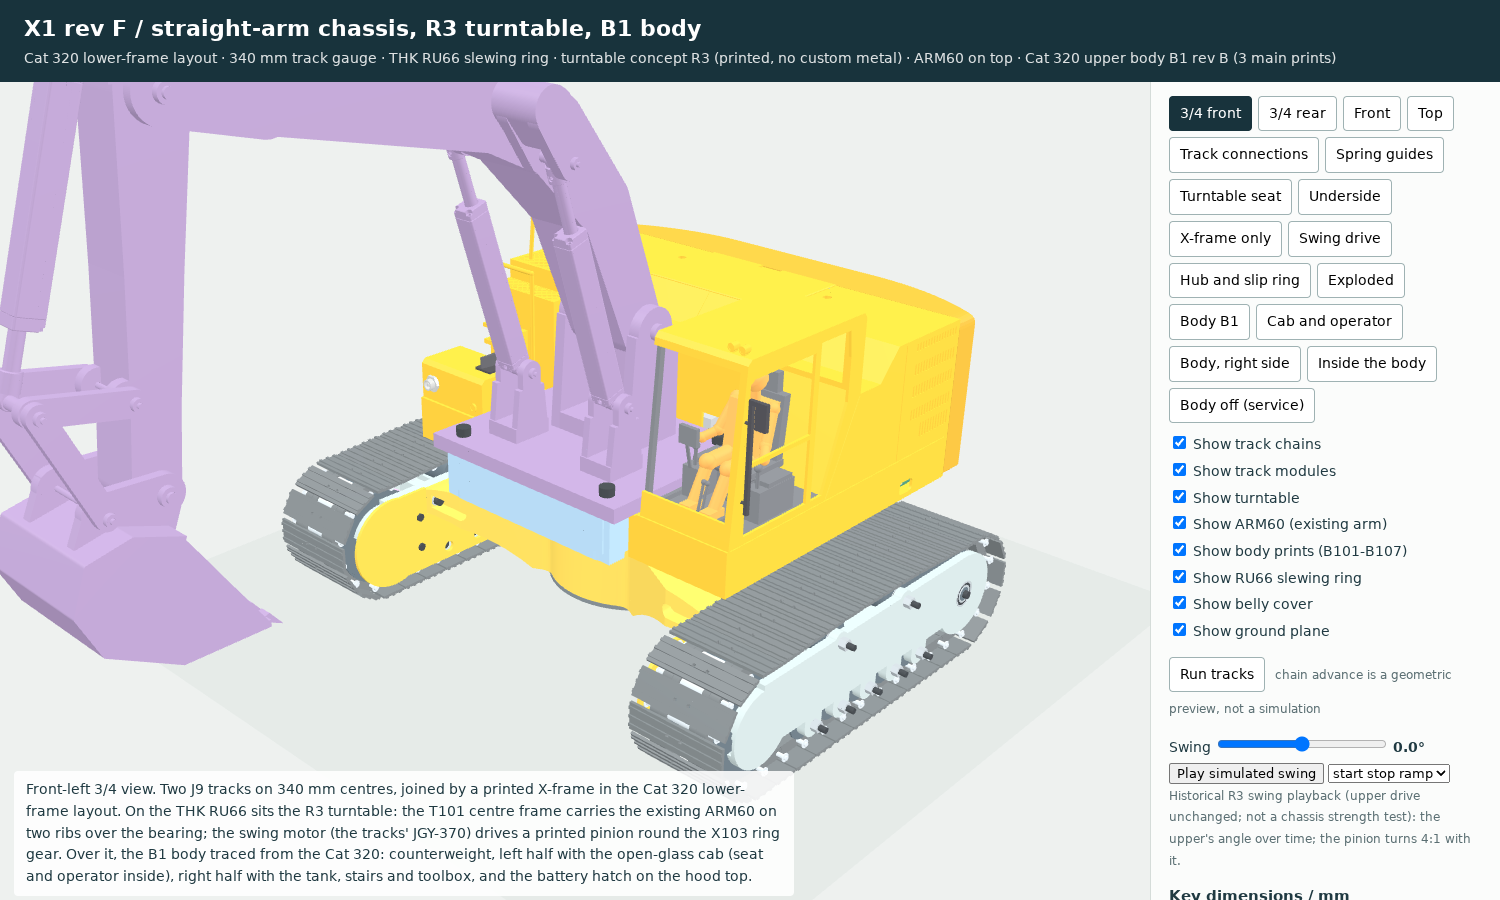 X1 rev F / straight-arm chassis, R3 turntable, B1 body
Cat 320 lower-frame layout · 340 mm track gauge · THK RU66 slewing ring · turntable concept R3 (printed, no custom metal) · ARM60 on top · Cat 320 upper body B1 rev B (3 main prints)
3/4 front
3/4 rear
Front
Top
Track connections
Spring guides
Turntable seat
Underside
X-frame only
Swing drive
Hub and slip ring
Exploded
Body B1
Cab and operator
Body, right side
Inside the body
Body off (service)
Show track chains
Show track modules
Show turntable
Show ARM60 (existing arm)
Show body prints (B101-B107)
Show RU66 slewing ring
Show belly cover
Show ground plane
Run tracks
chain advance is a geometric
preview, not a simulation
Swing
0.0°
Play simulated swing
start stop ramp
Historical R3 swing playback (upper drive
unchanged; not a chassis strength test): the
upper's angle over time; the pinion turns 4:1 with
it.
Key dimensions / mm
Front-left 3/4 view. Two J9 tracks on 340 mm centres, joined by a printed X-frame in the Cat 320 lower-
frame layout. On the THK RU66 sits the R3 turntable: the T101 centre frame carries the existing ARM60 on
two ribs over the bearing; the swing motor (the tracks' JGY-370) drives a printed pinion round the X103 ring
gear. Over it, the B1 body traced from the Cat 320: counterweight, left half with the open-glass cab (seat
and operator inside), right half with the tank, stairs and toolbox, and the battery hatch on the hood top.